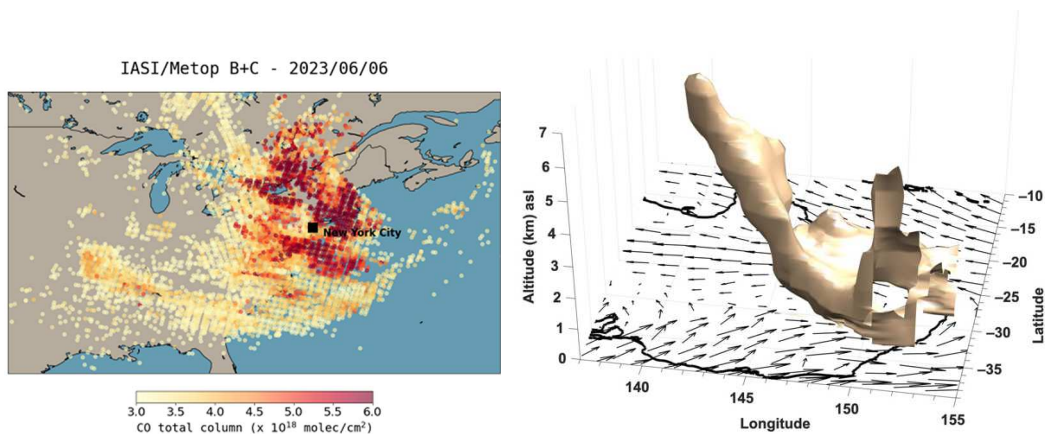 IASI/Metop B+C - 2023/06/06
New York City
3.0 3.5 4.0 4.5 5.0 5.5 6.0
CO total column (x 10¹⁸ molec/cm²)
7
6
5
4
3
2
1
0
Altitude (km) asl
140
145
150
155
Longitude
−10
−15
−20
−25
−30
−35
Latitude